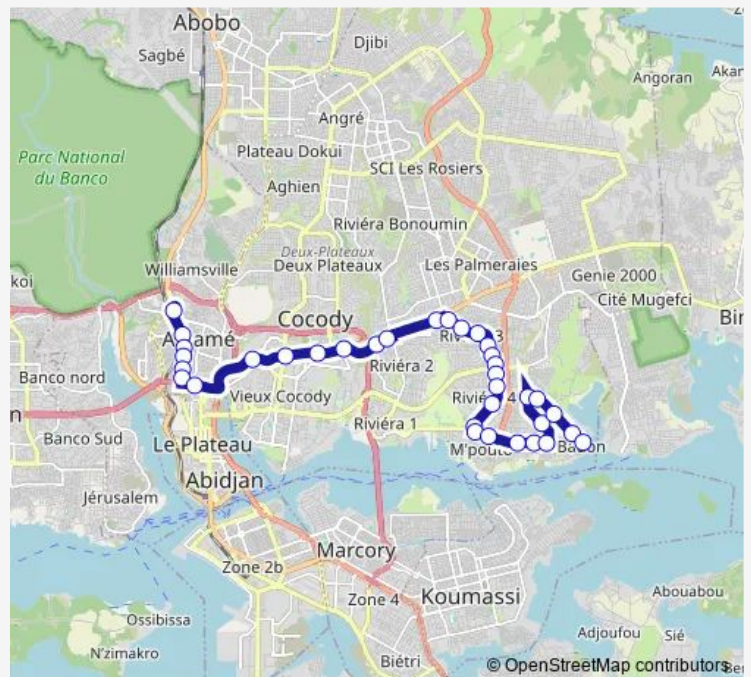 Abobo
Sagbé
Djibi
Angoran
Angré
Plateau Dokui
Parc National
du Banco
SCI Les Rosiers
Aghien
Riviéra Bonoumin
Deux-Plateaux
Deux Plateaux
Williamsville
Les Palmeraies
Genie 2000
koi
Cité Mugefci
Cocody
Riviéra 2
Banco nord
Vieux Cocody
Riviéra 1
Banco Sud
Le Plateau
Abidjan
Jérusalem
Marcory
Zone 2b
Zone 4
Koumassi
Abouabou
Ossibissa
Adjoufou
Sié
N'zimakro
Biétri
© OpenStreetMap contributors